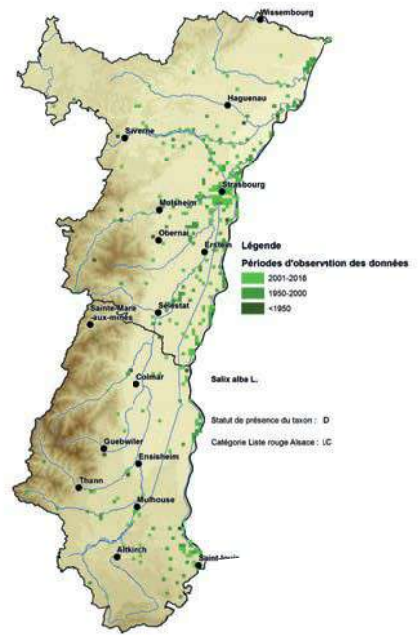 Wissembourg
Haguenau
Saverne
Strasbourg
Molsheim
Obernai
Erstein
Légende
Périodes d'observtion des données
2001-2016
1950-2000
<1950
Sainte-Marie
-aux-mines
Sélestat
Colmar
Salix alba L.
Statut de présence du taxon : D
Catégorie Liste rouge Alsace : LC
Guebwiler
Ensisheim
Thann
Mulhouse
Altkirch
Saint-louis